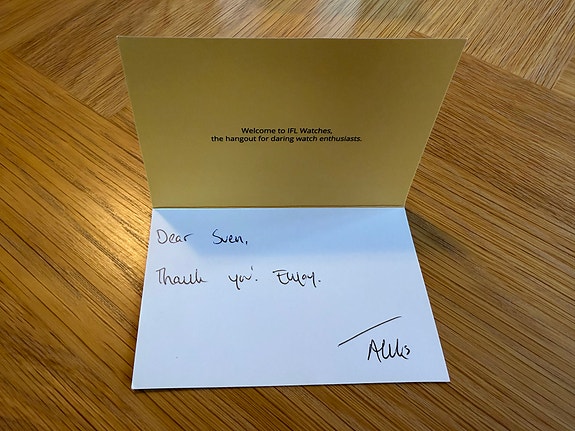 Welcome to IFL Watches,
the hangout for daring watch enthusiasts.
Dear Sven,
Thank you! Enjoy.